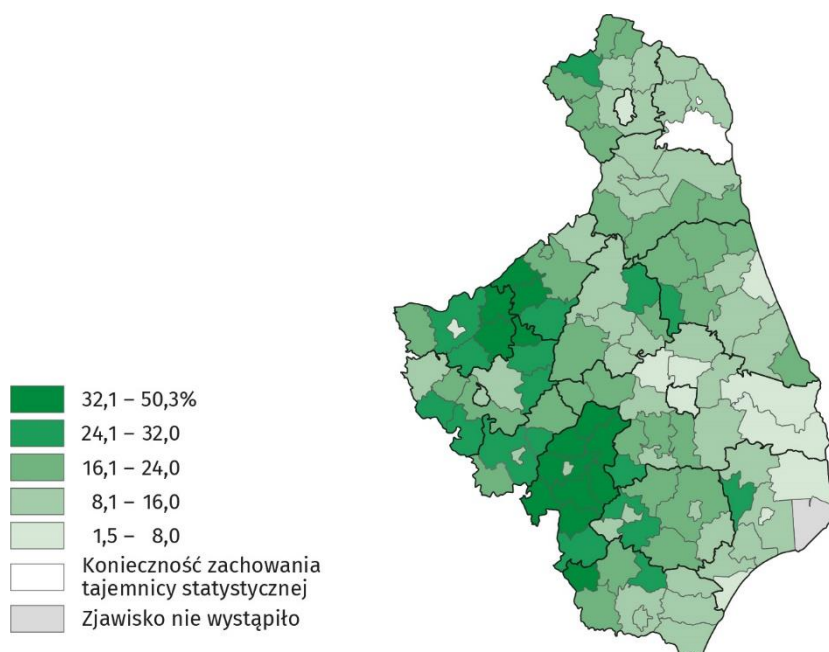 32,1 – 50,3%
24,1 – 32,0
16,1 – 24,0
8,1 – 16,0
1,5 – 8,0
Konieczność zachowania
tajemnicy statystycznej
Zjawisko nie wystąpiło